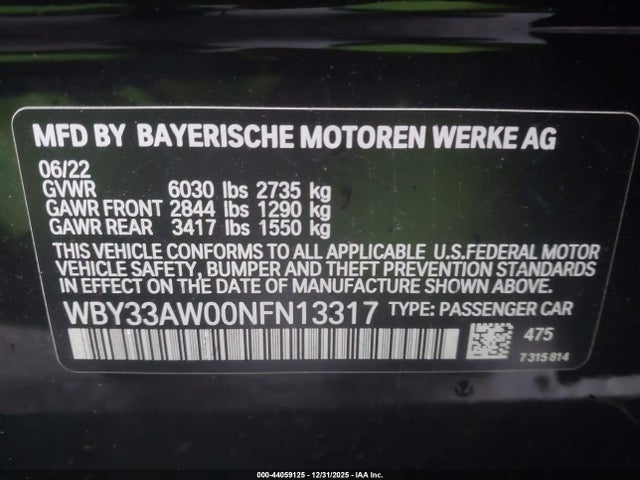 MFD BY BAYERISCHE MOTOREN WERKE AG
06/22
GVWR 6030 lbs 2735 kg
GAWR FRONT 2844 lbs 1290 kg
GAWR REAR 3417 lbs 1550 kg
THIS VEHICLE CONFORMS TO ALL APPLICABLE U.S.FEDERAL MOTOR
VEHICLE SAFETY, BUMPER AND THEFT PREVENTION STANDARDS
IN EFFECT ON THE DATE OF MANUFACTURE SHOWN ABOVE.
WBY33AW00NFN13317 TYPE: PASSENGER CAR
475
7 315 814
000-44059125 - 12/31/2025 - IAA Inc.